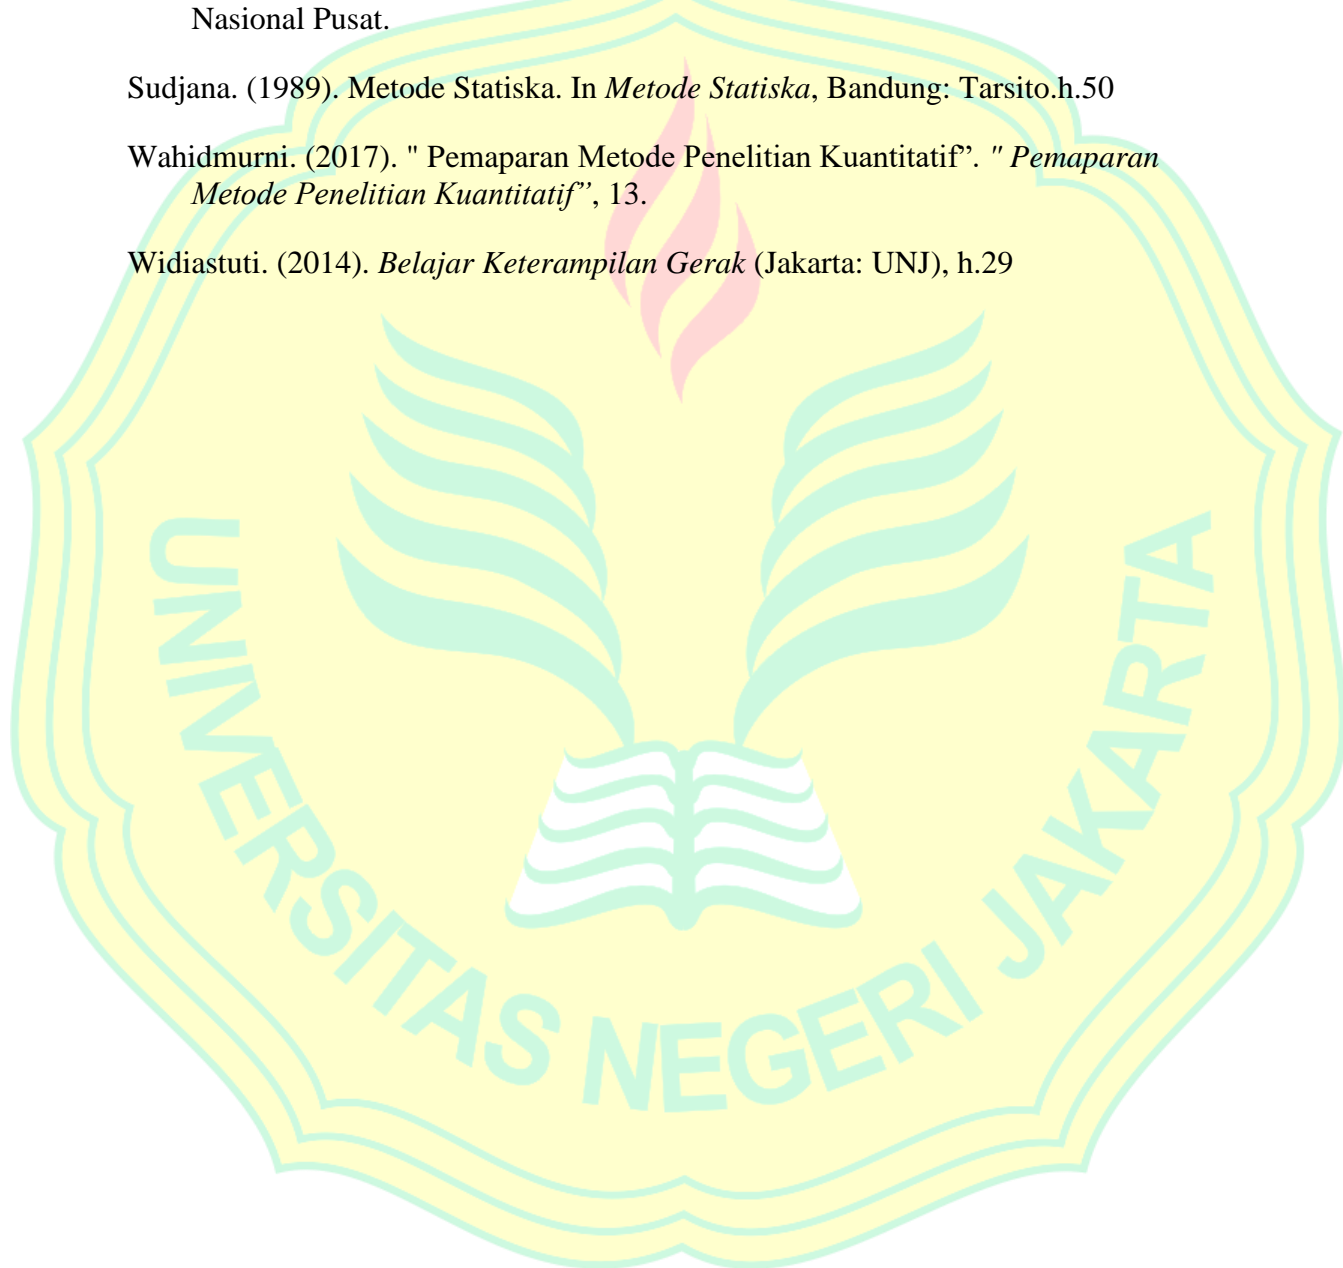 Nasional Pusat.
Sudjana. (1989). Metode Statiska. In Metode Statiska, Bandung: Tarsito.h.50
Wahidmurni. (2017). " Pemaparan Metode Penelitian Kuantitatif”. " Pemaparan
Metode Penelitian Kuantitatif”, 13.
Widiastuti. (2014). Belajar Keterampilan Gerak (Jakarta: UNJ), h.29
UNIVERSITAS NEGERI JAKARTA